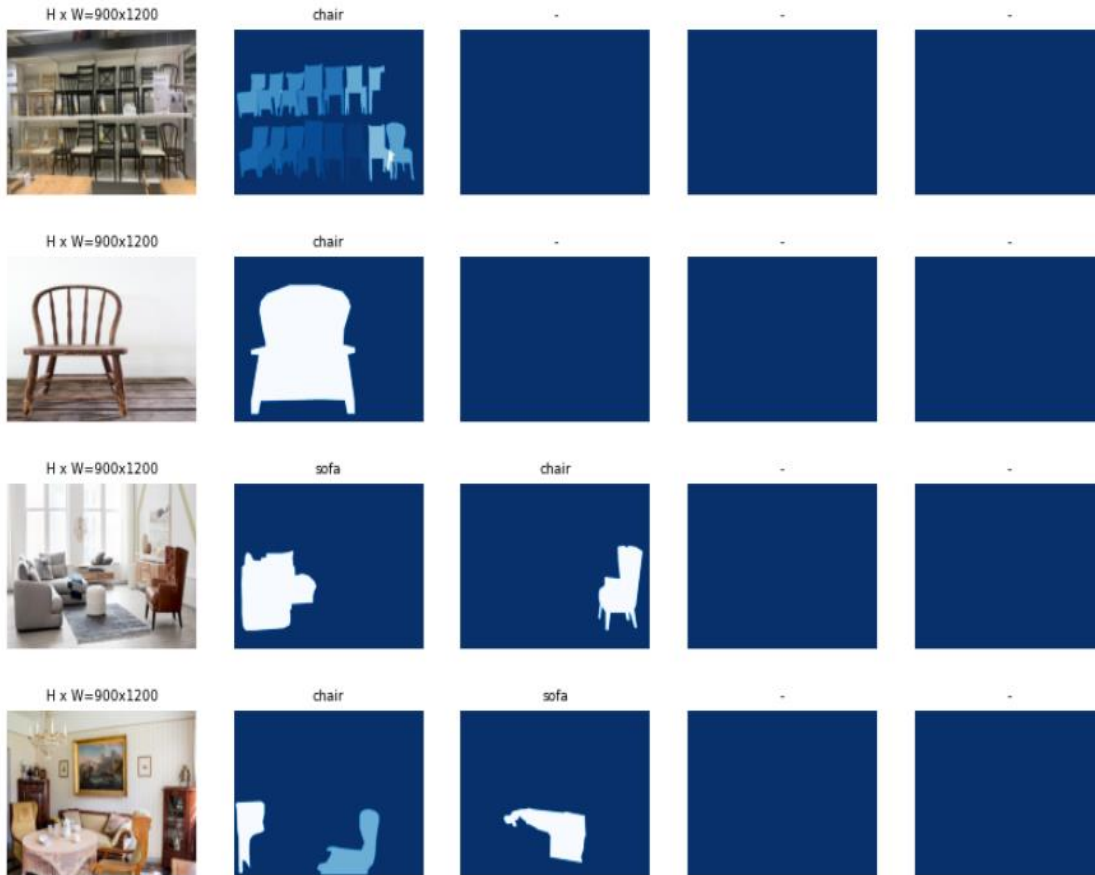 H x W=900x1200 chair - - -
H x W=900x1200 chair - - -
H x W=900x1200 sofa chair - -
H x W=900x1200 chair sofa - -